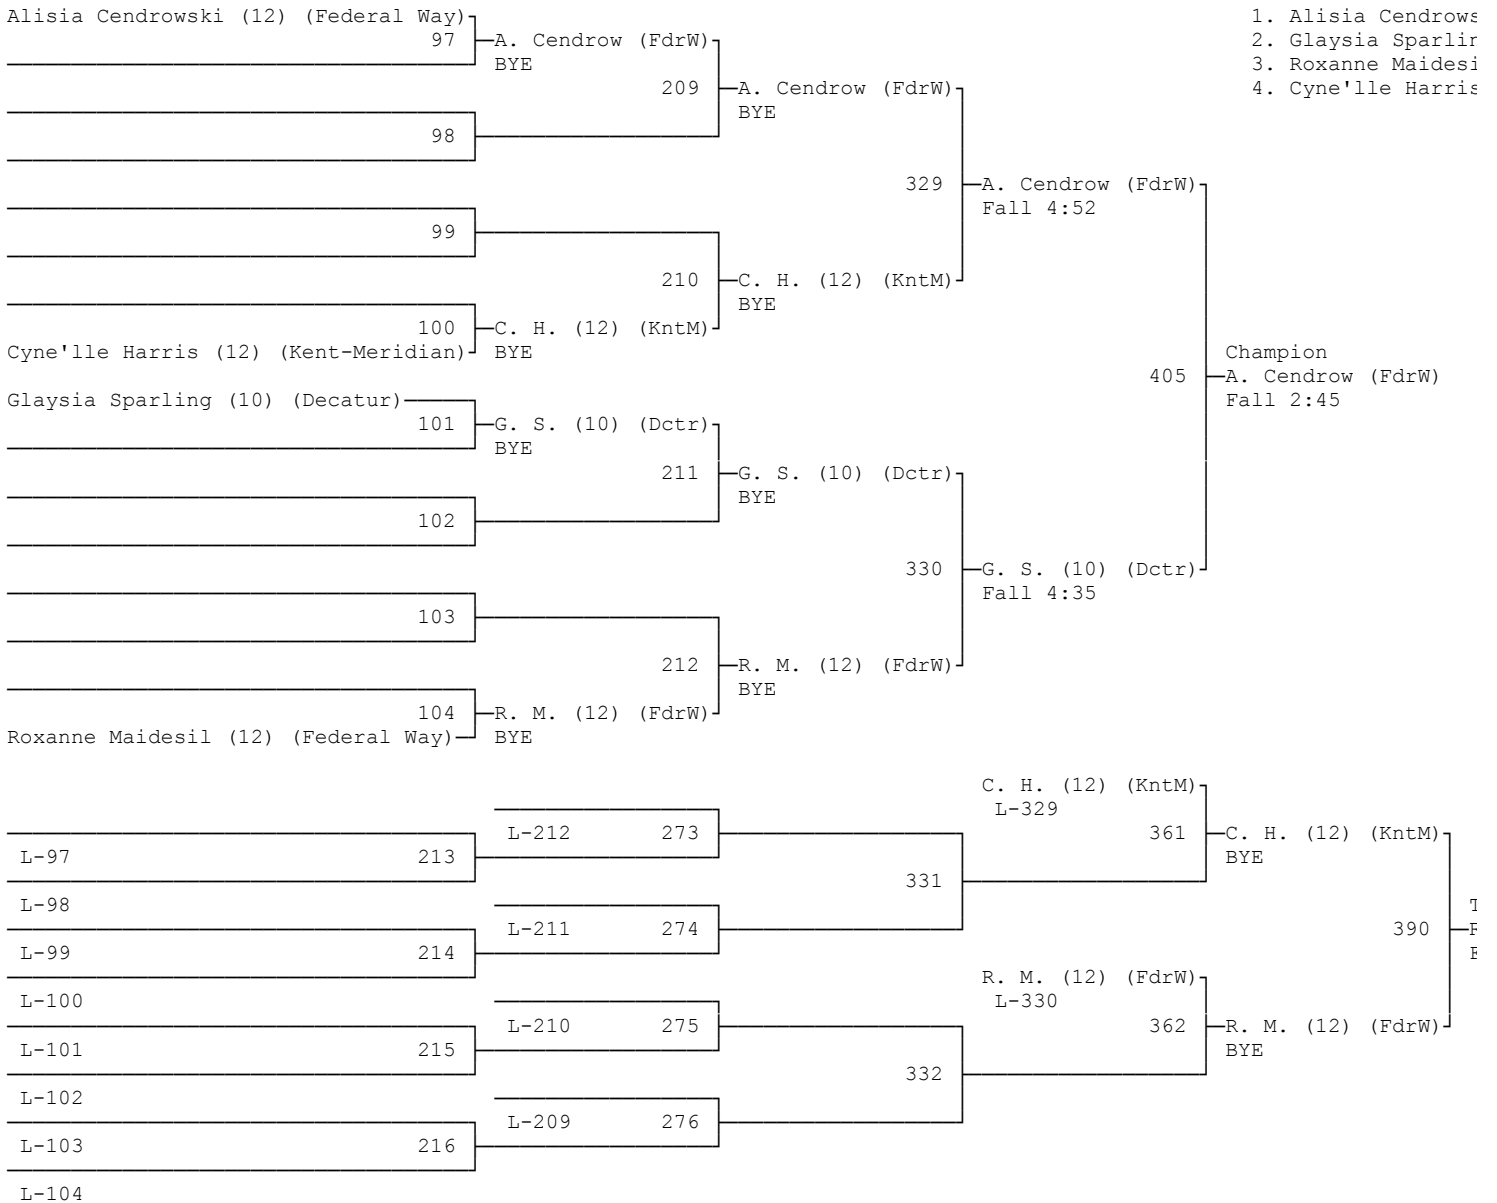 Alisia Cendrowski (12) (Federal Way)
1. Alisia Cendrows
97 A. Cendrow (FdrW)
2. Glaysia Sparlin
BYE
3. Roxanne Maidesi
209 A. Cendrow (FdrW)
4. Cyne'lle Harris
BYE
98
329 A. Cendrow (FdrW)
Fall 4:52
99
210 C. H. (12) (KntM)
BYE
100 C. H. (12) (KntM)
Cyne'lle Harris (12) (Kent-Meridian) BYE
Champion
405 A. Cendrow (FdrW)
Glaysia Sparling (10) (Decatur)
Fall 2:45
101 G. S. (10) (Dctr)
BYE
211 G. S. (10) (Dctr)
BYE
102
330 G. S. (10) (Dctr)
Fall 4:35
103
212 R. M. (12) (FdrW)
BYE
104 R. M. (12) (FdrW)
Roxanne Maidesil (12) (Federal Way) BYE
C. H. (12) (KntM)
L-329
L-212 273
361 C. H. (12) (KntM)
L-97 213
BYE
331
L-98
L-211 274
390
L-99 214
R. M. (12) (FdrW)
L-100
L-330
L-210 275
362 R. M. (12) (FdrW)
L-101 215
BYE
332
L-102
L-209 276
L-103 216
L-104